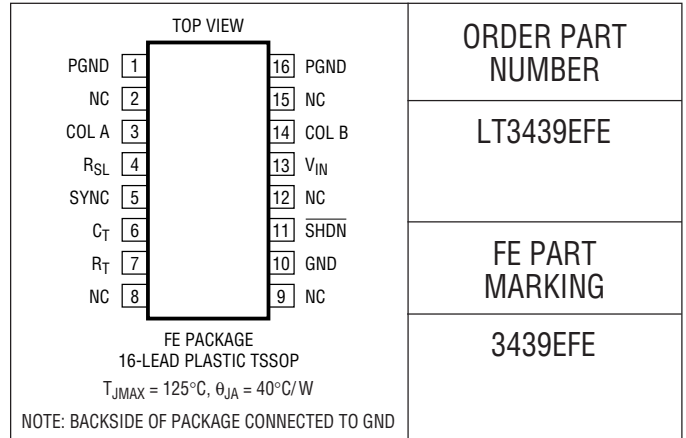 TOP VIEW
PGND 1 16 PGND
NC 2 15 NC
COL A 3 14 COL B
RSL 4 13 VIN
SYNC 5 12 NC
CT 6 11 SHDN
RT 7 10 GND
NC 8 9 NC
FE PACKAGE
16-LEAD PLASTIC TSSOP
TJMAX = 125°C, θJA = 40°C/W
NOTE: BACKSIDE OF PACKAGE CONNECTED TO GND
ORDER PART
NUMBER
LT3439EFE
FE PART
MARKING
3439EFE